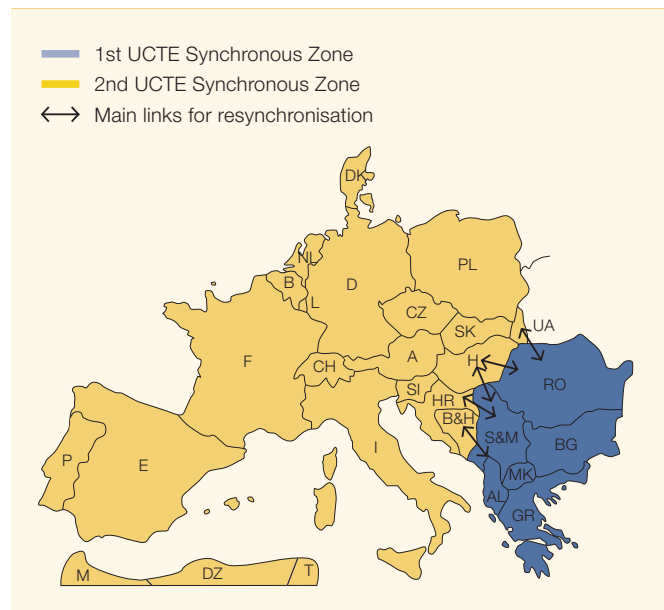 1st UCTE Synchronous Zone
2nd UCTE Synchronous Zone
Main links for resynchronisation
DK
NL
PL
B
D
L
CZ
UA
SK
F
A
H
CH
RO
SI
HR
B&H
S&M
BG
I
P
E
MK
AL
GR
M
DZ
T